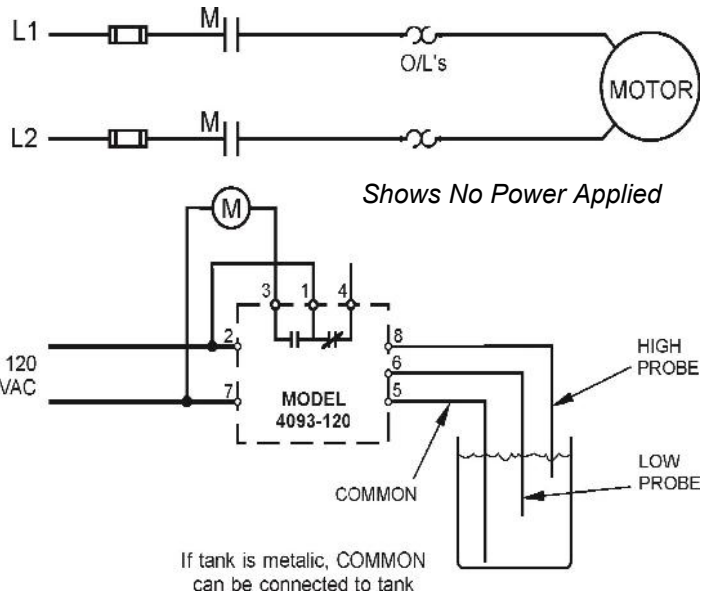 L1
M
O/L's
MOTOR
L2
M
Shows No Power Applied
M
3 1 4
2
8
120
VAC
HIGH
PROBE
6
7
5
MODEL
4093-120
LOW
PROBE
COMMON
If tank is metalic, COMMON
can be connected to tank